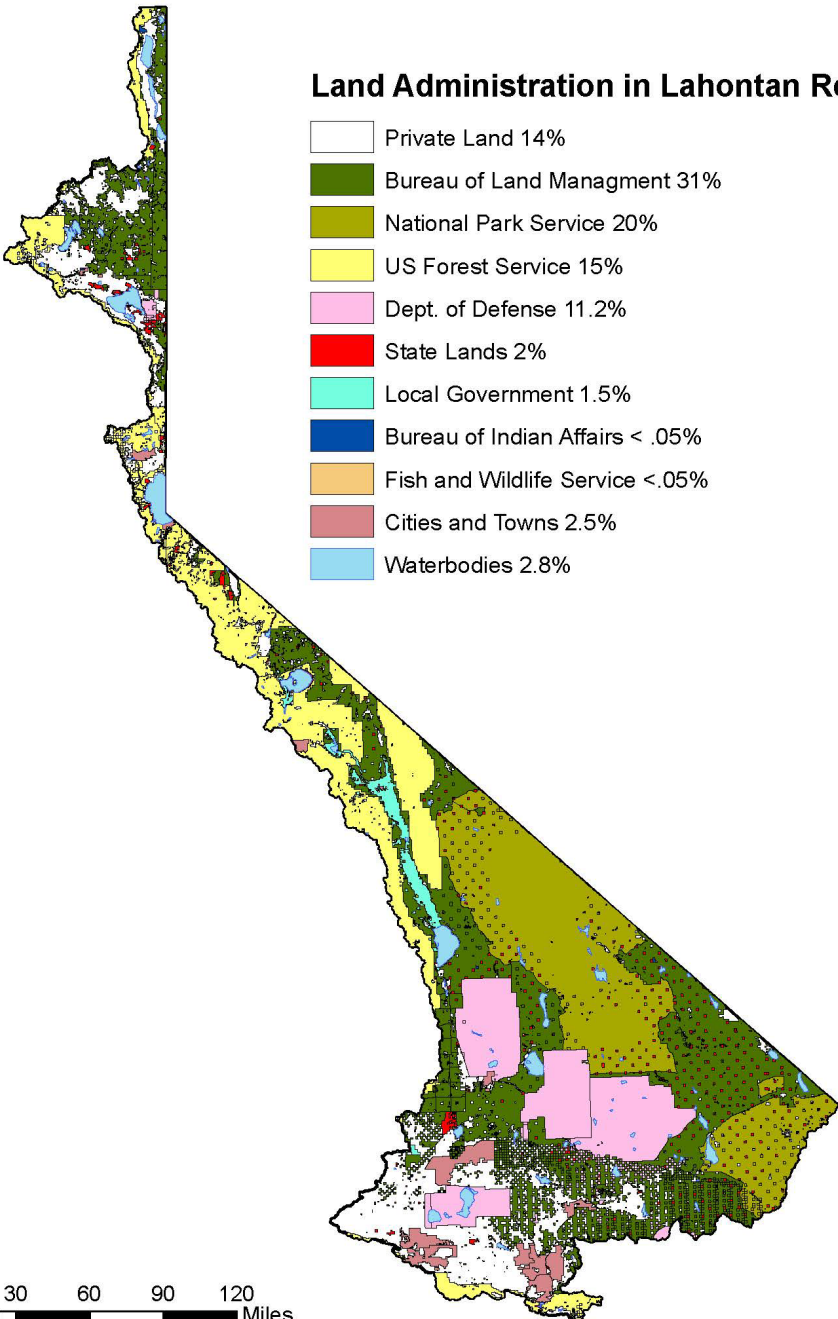 Land Administration in Lahontan Re
Private Land 14%
Bureau of Land Managment 31%
National Park Service 20%
US Forest Service 15%
Dept. of Defense 11.2%
State Lands 2%
Local Government 1.5%
Bureau of Indian Affairs < .05%
Fish and Wildlife Service <.05%
Cities and Towns 2.5%
Waterbodies 2.8%
30 60 90 120
Miles